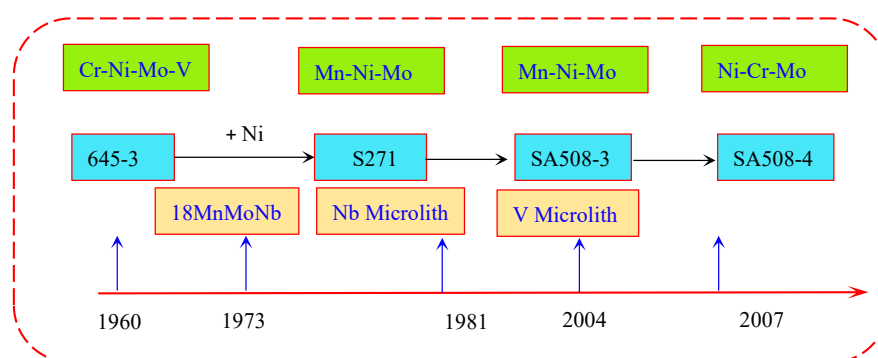 Cr-Ni-Mo-V
Mn-Ni-Mo
Mn-Ni-Mo
Ni-Cr-Mo
+ Ni
645-3
S271
SA508-3
SA508-4
18MnMoNb
Nb Microlith
V Microlith
1960
1973
1981
2004
2007